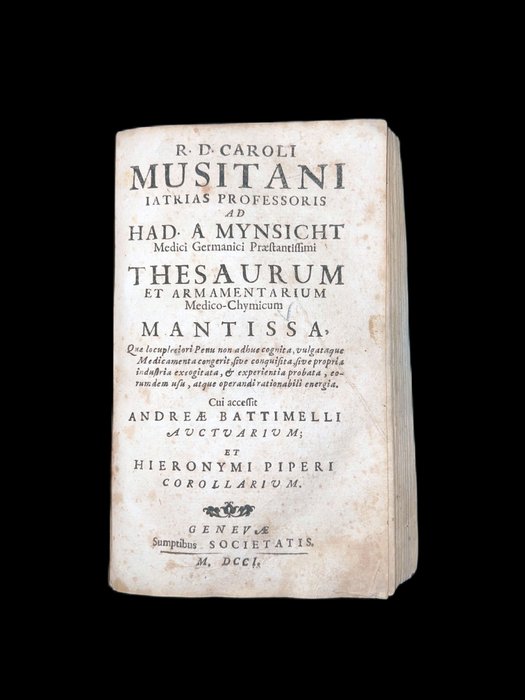 R. D. CAROLI
MUSITANI
IATRIAS PROFESSORIS
AD
HAD. A MYNSICHT
Medici Germanici Præstantissimi
THESAURUM
ET ARMAMENTARIUM
Medico-Chymicum
MANTISSA,
Quæ locupletiori Penu non adhuc cognita, vulgataque
Medicamenta congerit, sive conquisita, sive propria
industria excogitata, & experientia probata, eo-
rumdem usu, atque operandi rationabili energia.
Cui accessit
ANDREÆ BATTIMELLI
AUCTUARIUM;
ET
HIERONYMI PIPERI
COROLLARIUM.
GENEVÆ
Sumptibus SOCIETATIS.
M, DCCI.